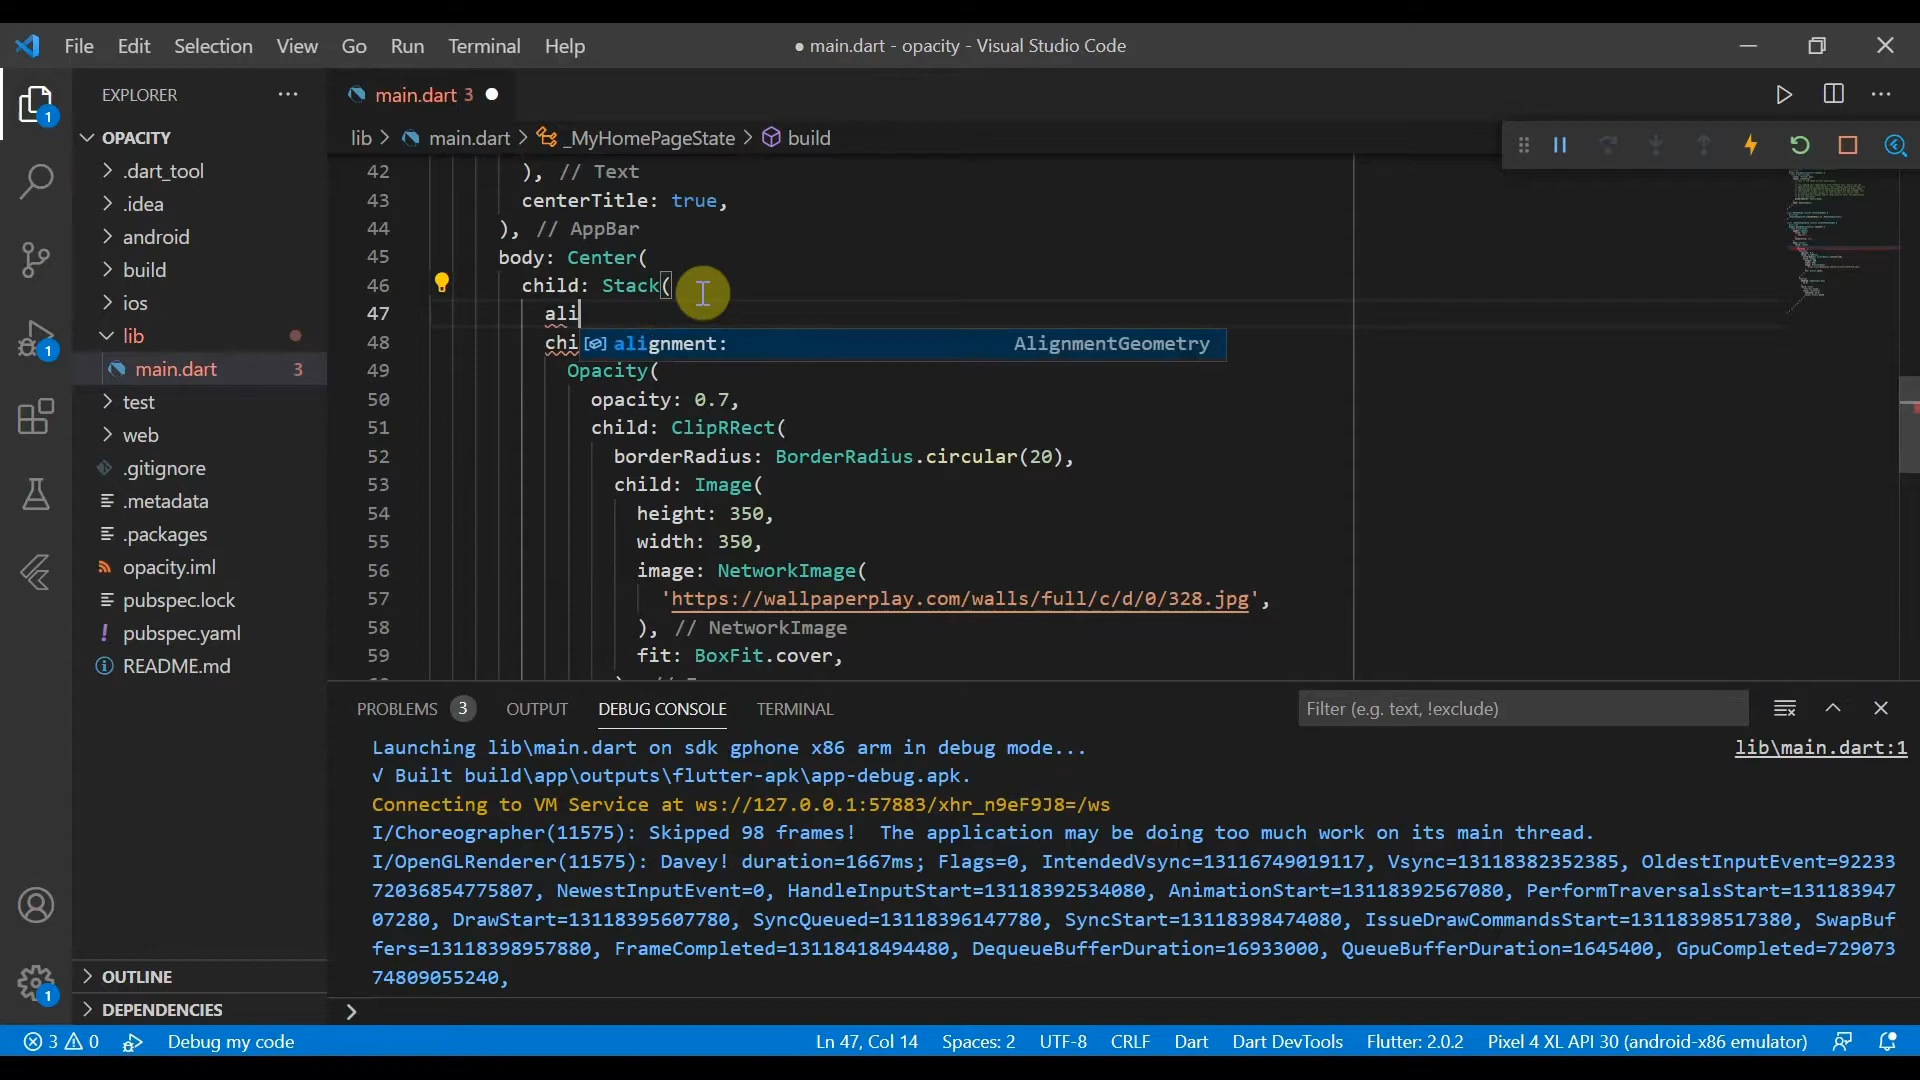 File Edit Selection View Go Run Terminal Help
● main.dart - opacity - Visual Studio Code
EXPLORER
OPACITY
.dart_tool
.idea
android
build
ios
lib
main.dart 3
test
web
.gitignore
.metadata
.packages
opacity.iml
pubspec.lock
pubspec.yaml
README.md
OUTLINE
DEPENDENCIES
1
1
1
main.dart 3
lib > main.dart > _MyHomePageState > build
42 ), // Text
43 centerTitle: true,
44 ), // AppBar
45 body: Center(
46 child: Stack(
47 ali
alignment: AlignmentGeometry
48 chi
49 Opacity(
50 opacity: 0.7,
51 child: ClipRRect(
52 borderRadius: BorderRadius.circular(20),
53 child: Image(
54 height: 350,
55 width: 350,
56 image: NetworkImage(
57 'https://wallpaperplay.com/walls/full/c/d/0/328.jpg',
58 ), // NetworkImage
59 fit: BoxFit.cover,
PROBLEMS 3 OUTPUT DEBUG CONSOLE TERMINAL
Filter (e.g. text, !exclude)
Launching lib\main.dart on sdk gphone x86 arm in debug mode...
lib\main.dart:1
√ Built build\app\outputs\flutter-apk\app-debug.apk.
Connecting to VM Service at ws://127.0.0.1:57883/xhr_n9eF9J8=/ws
I/Choreographer(11575): Skipped 98 frames!  The application may be doing too much work on its main thread.
I/OpenGLRenderer(11575): Davey! duration=1667ms; Flags=0, IntendedVsync=13116749019117, Vsync=13118382352385, OldestInputEvent=92233
72036854775807, NewestInputEvent=0, HandleInputStart=13118392534080, AnimationStart=13118392567080, PerformTraversalsStart=131183947
07280, DrawStart=13118395607780, SyncQueued=13118396147780, SyncStart=13118398474080, IssueDrawCommandsStart=13118398517380, SwapBuf
fers=13118398957880, FrameCompleted=13118418494480, DequeueBufferDuration=16933000, QueueBufferDuration=1645400, GpuCompleted=729073
74809055240,
3 0 Debug my code Ln 47, Col 14 Spaces: 2 UTF-8 CRLF Dart Dart DevTools Flutter: 2.0.2 Pixel 4 XL API 30 (android-x86 emulator)